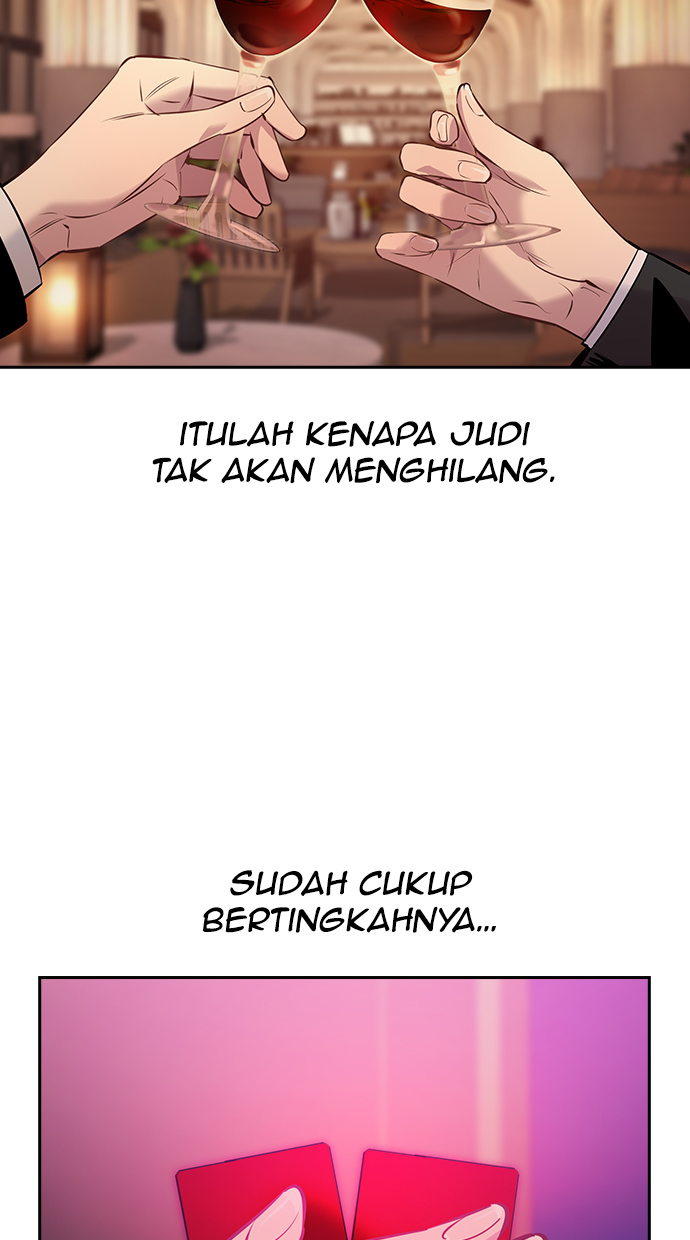 ITULAH KENAPA JUDI
TAK AKAN MENGHILANG.
SUDAH CUKUP
BERTINGKAHNYA...